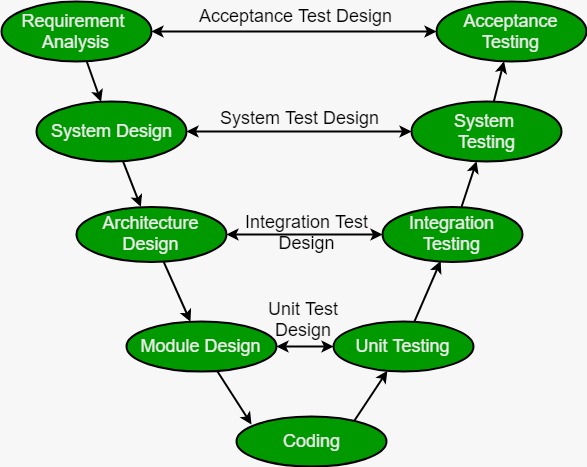 Requirement
Analysis
Acceptance Test Design
Acceptance
Testing
System Design
System Test Design
System
Testing
Architecture
Design
Integration Test
Design
Integration
Testing
Module Design
Unit Test
Design
Unit Testing
Coding